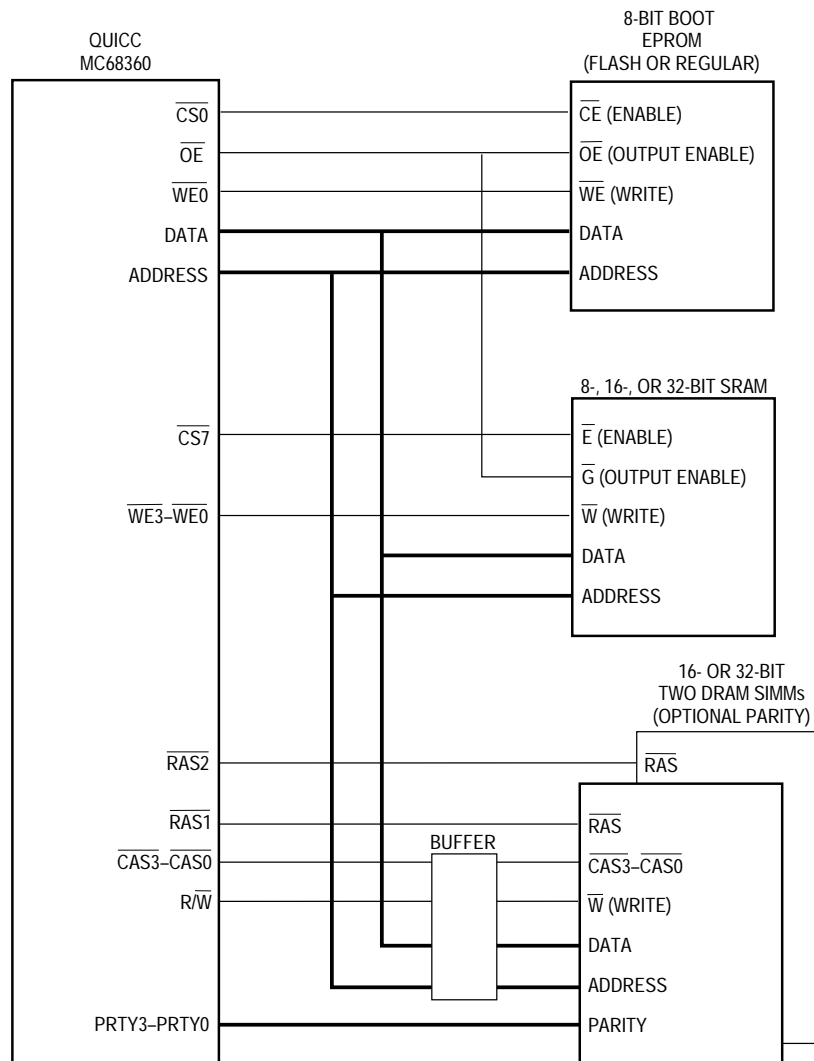 QUICC
MC68360
8-BIT BOOT
EPROM
(FLASH OR REGULAR)
CS0
CE (ENABLE)
OE
OE (OUTPUT ENABLE)
WE0
WE (WRITE)
DATA
DATA
ADDRESS
ADDRESS
8-, 16-, OR 32-BIT SRAM
CS7
E (ENABLE)
G (OUTPUT ENABLE)
WE3–WE0
W (WRITE)
DATA
ADDRESS
16- OR 32-BIT
TWO DRAM SIMMs
(OPTIONAL PARITY)
RAS2
RAS
RAS1
RAS
BUFFER
CAS3–CAS0
CAS3–CAS0
R/W
W (WRITE)
DATA
ADDRESS
PRTY3–PRTY0
PARITY